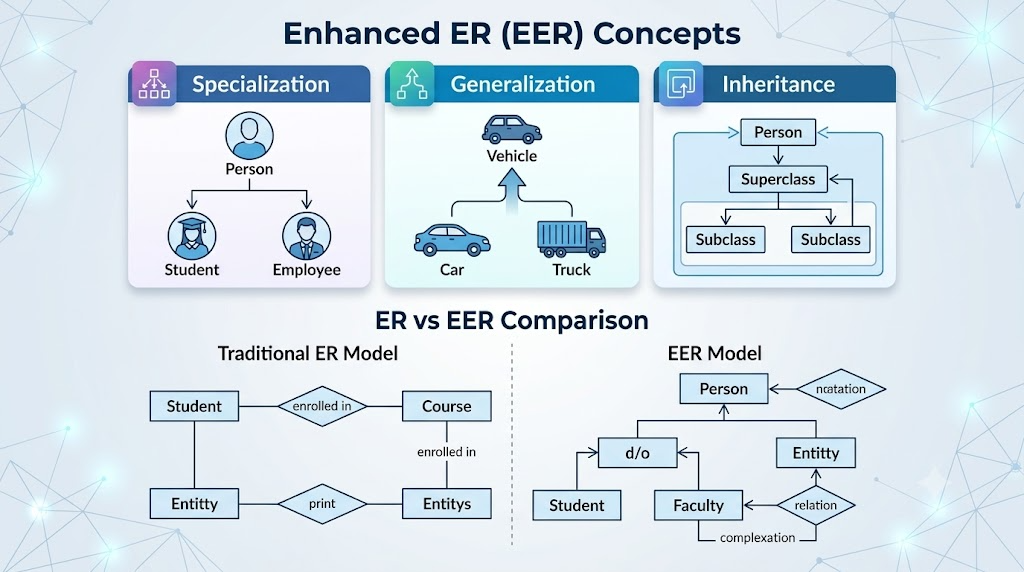 Enhanced ER (EER) Concepts
Specialization
Person
Student
Employee
Generalization
Vehicle
Car
Truck
Inheritance
Person
Superclass
Subclass
Subclass
ER vs EER Comparison
Traditional ER Model
Student
enrolled in
Course
enrolled in
Entitty
print
Entitys
EER Model
Person
d/o
Entitty
Student
Faculty
relation
complexation